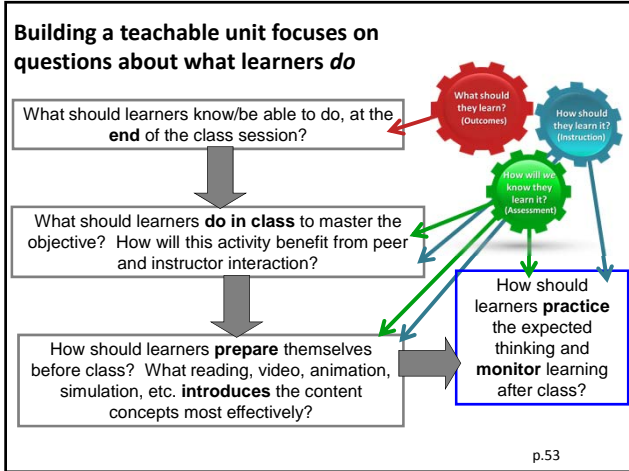 Building a teachable unit focuses on
questions about what learners do
What should
they learn?
(Outcomes)
How should
they learn it?
(Instruction)
How will we
know they
learn it?
(Assessment)
What should learners know/be able to do, at the
end of the class session?
What should learners do in class to master the
objective? How will this activity benefit from peer
and instructor interaction?
How should learners prepare themselves
before class? What reading, video, animation,
simulation, etc. introduces the content
concepts most effectively?
How should
learners practice
the expected
thinking and
monitor learning
after class?
p.53